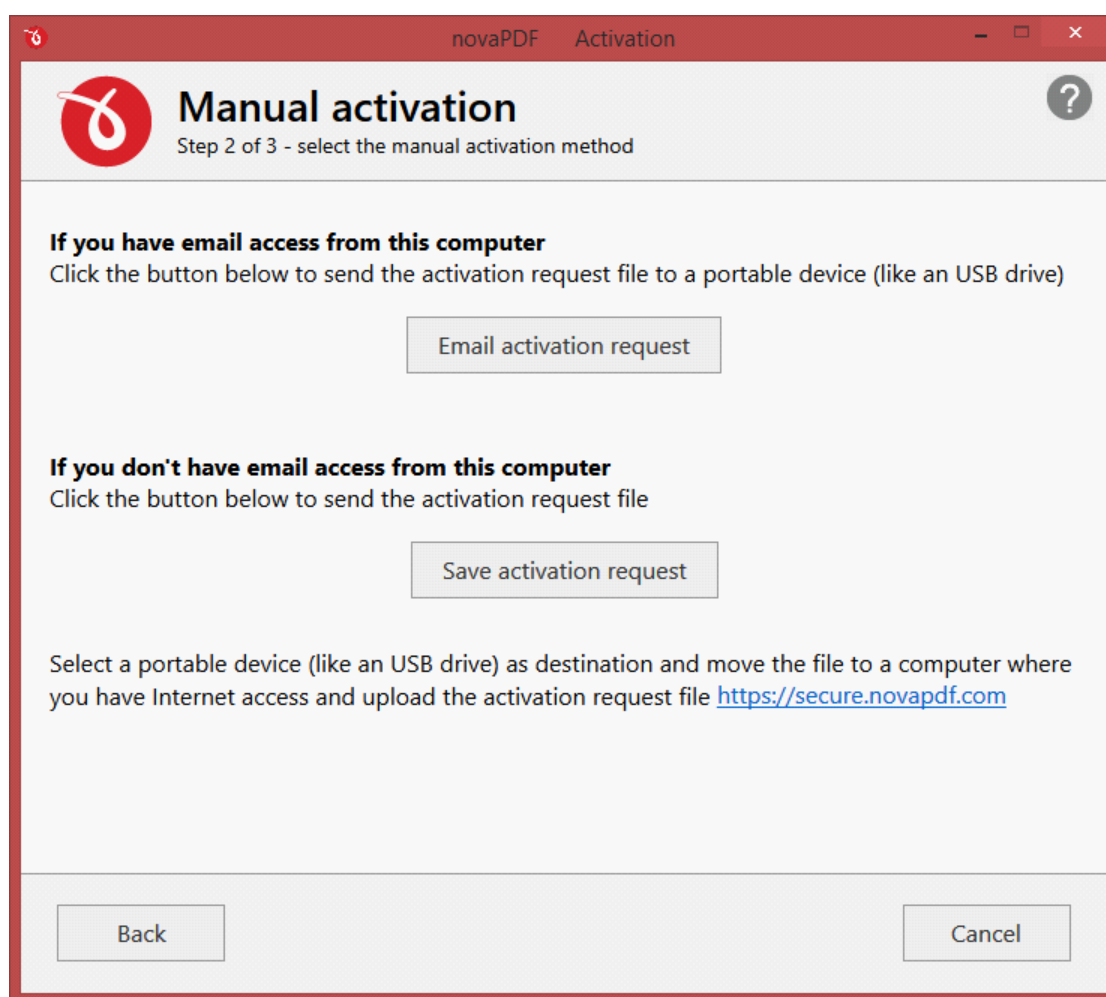 novaPDF Activation
Manual activation
Step 2 of 3 - select the manual activation method
?
If you have email access from this computer
Click the button below to send the activation request file to a portable device (like an USB drive)
Email activation request
If you don't have email access from this computer
Click the button below to send the activation request file
Save activation request
Select a portable device (like an USB drive) as destination and move the file to a computer where
you have Internet access and upload the activation request file https://secure.novapdf.com
Back Cancel